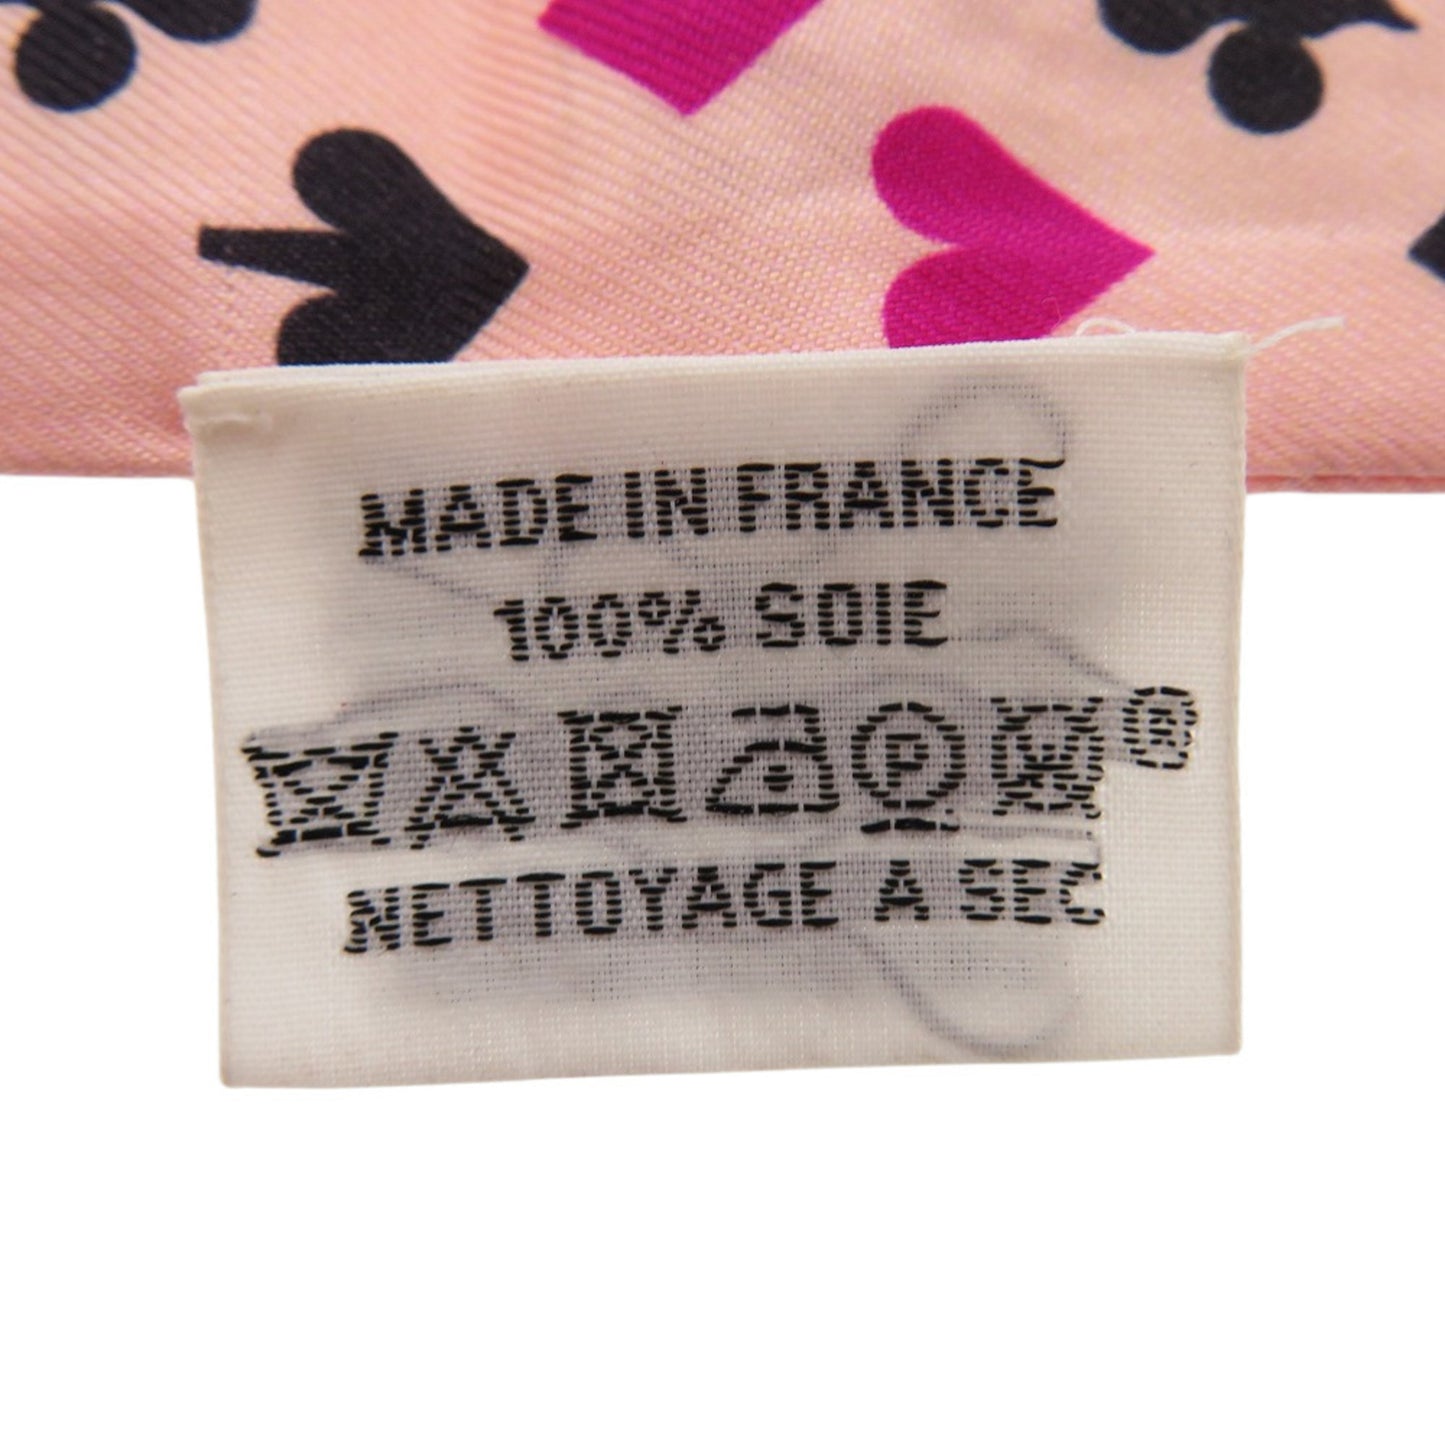 MADE IN FRANCE
100% SOIE
P W ®
NETTOYAGE A SEC